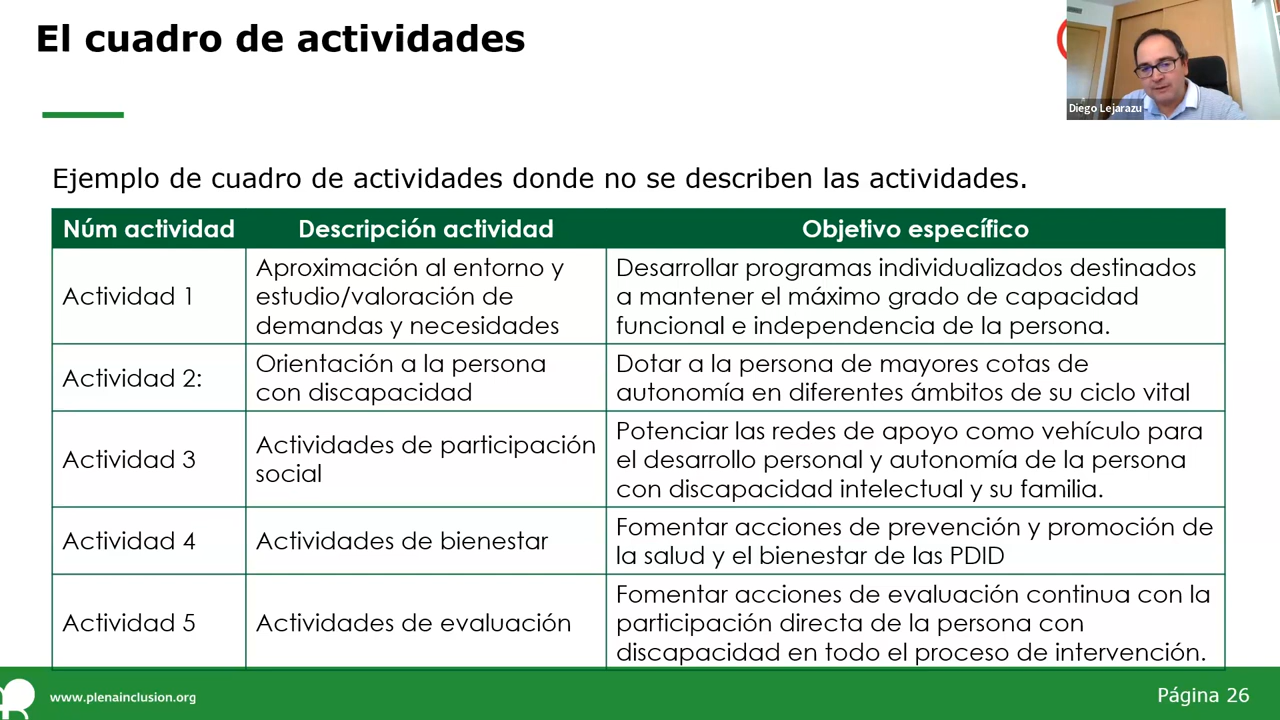 El cuadro de actividades
Diego Lejarazu
Ejemplo de cuadro de actividades donde no se describen las actividades.
Núm actividad
Descripción actividad
Objetivo específico
Actividad 1
Aproximación al entorno y
estudio/valoración de
demandas y necesidades
Desarrollar programas individualizados destinados
a mantener el máximo grado de capacidad
funcional e independencia de la persona.
Actividad 2:
Orientación a la persona
con discapacidad
Dotar a la persona de mayores cotas de
autonomía en diferentes ámbitos de su ciclo vital
Actividad 3
Actividades de participación
social
Potenciar las redes de apoyo como vehículo para
el desarrollo personal y autonomía de la persona
con discapacidad intelectual y su familia.
Actividad 4
Actividades de bienestar
Fomentar acciones de prevención y promoción de
la salud y el bienestar de las PDID
Actividad 5
Actividades de evaluación
Fomentar acciones de evaluación continua con la
participación directa de la persona con
discapacidad en todo el proceso de intervención.
www.plenainclusion.org
Página 26